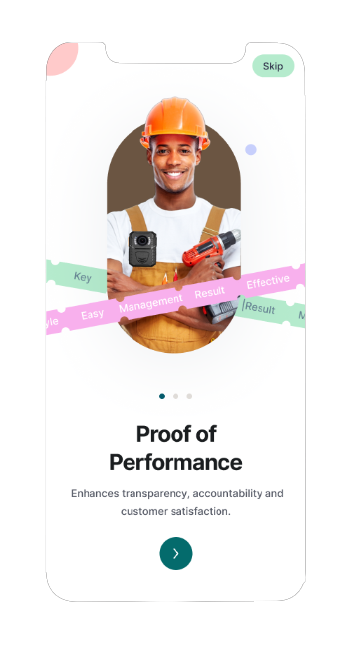 Skip
Key
yle Easy Management Result Effective
Result M
Proof of
Performance
Enhances transparency, accountability and
customer satisfaction.